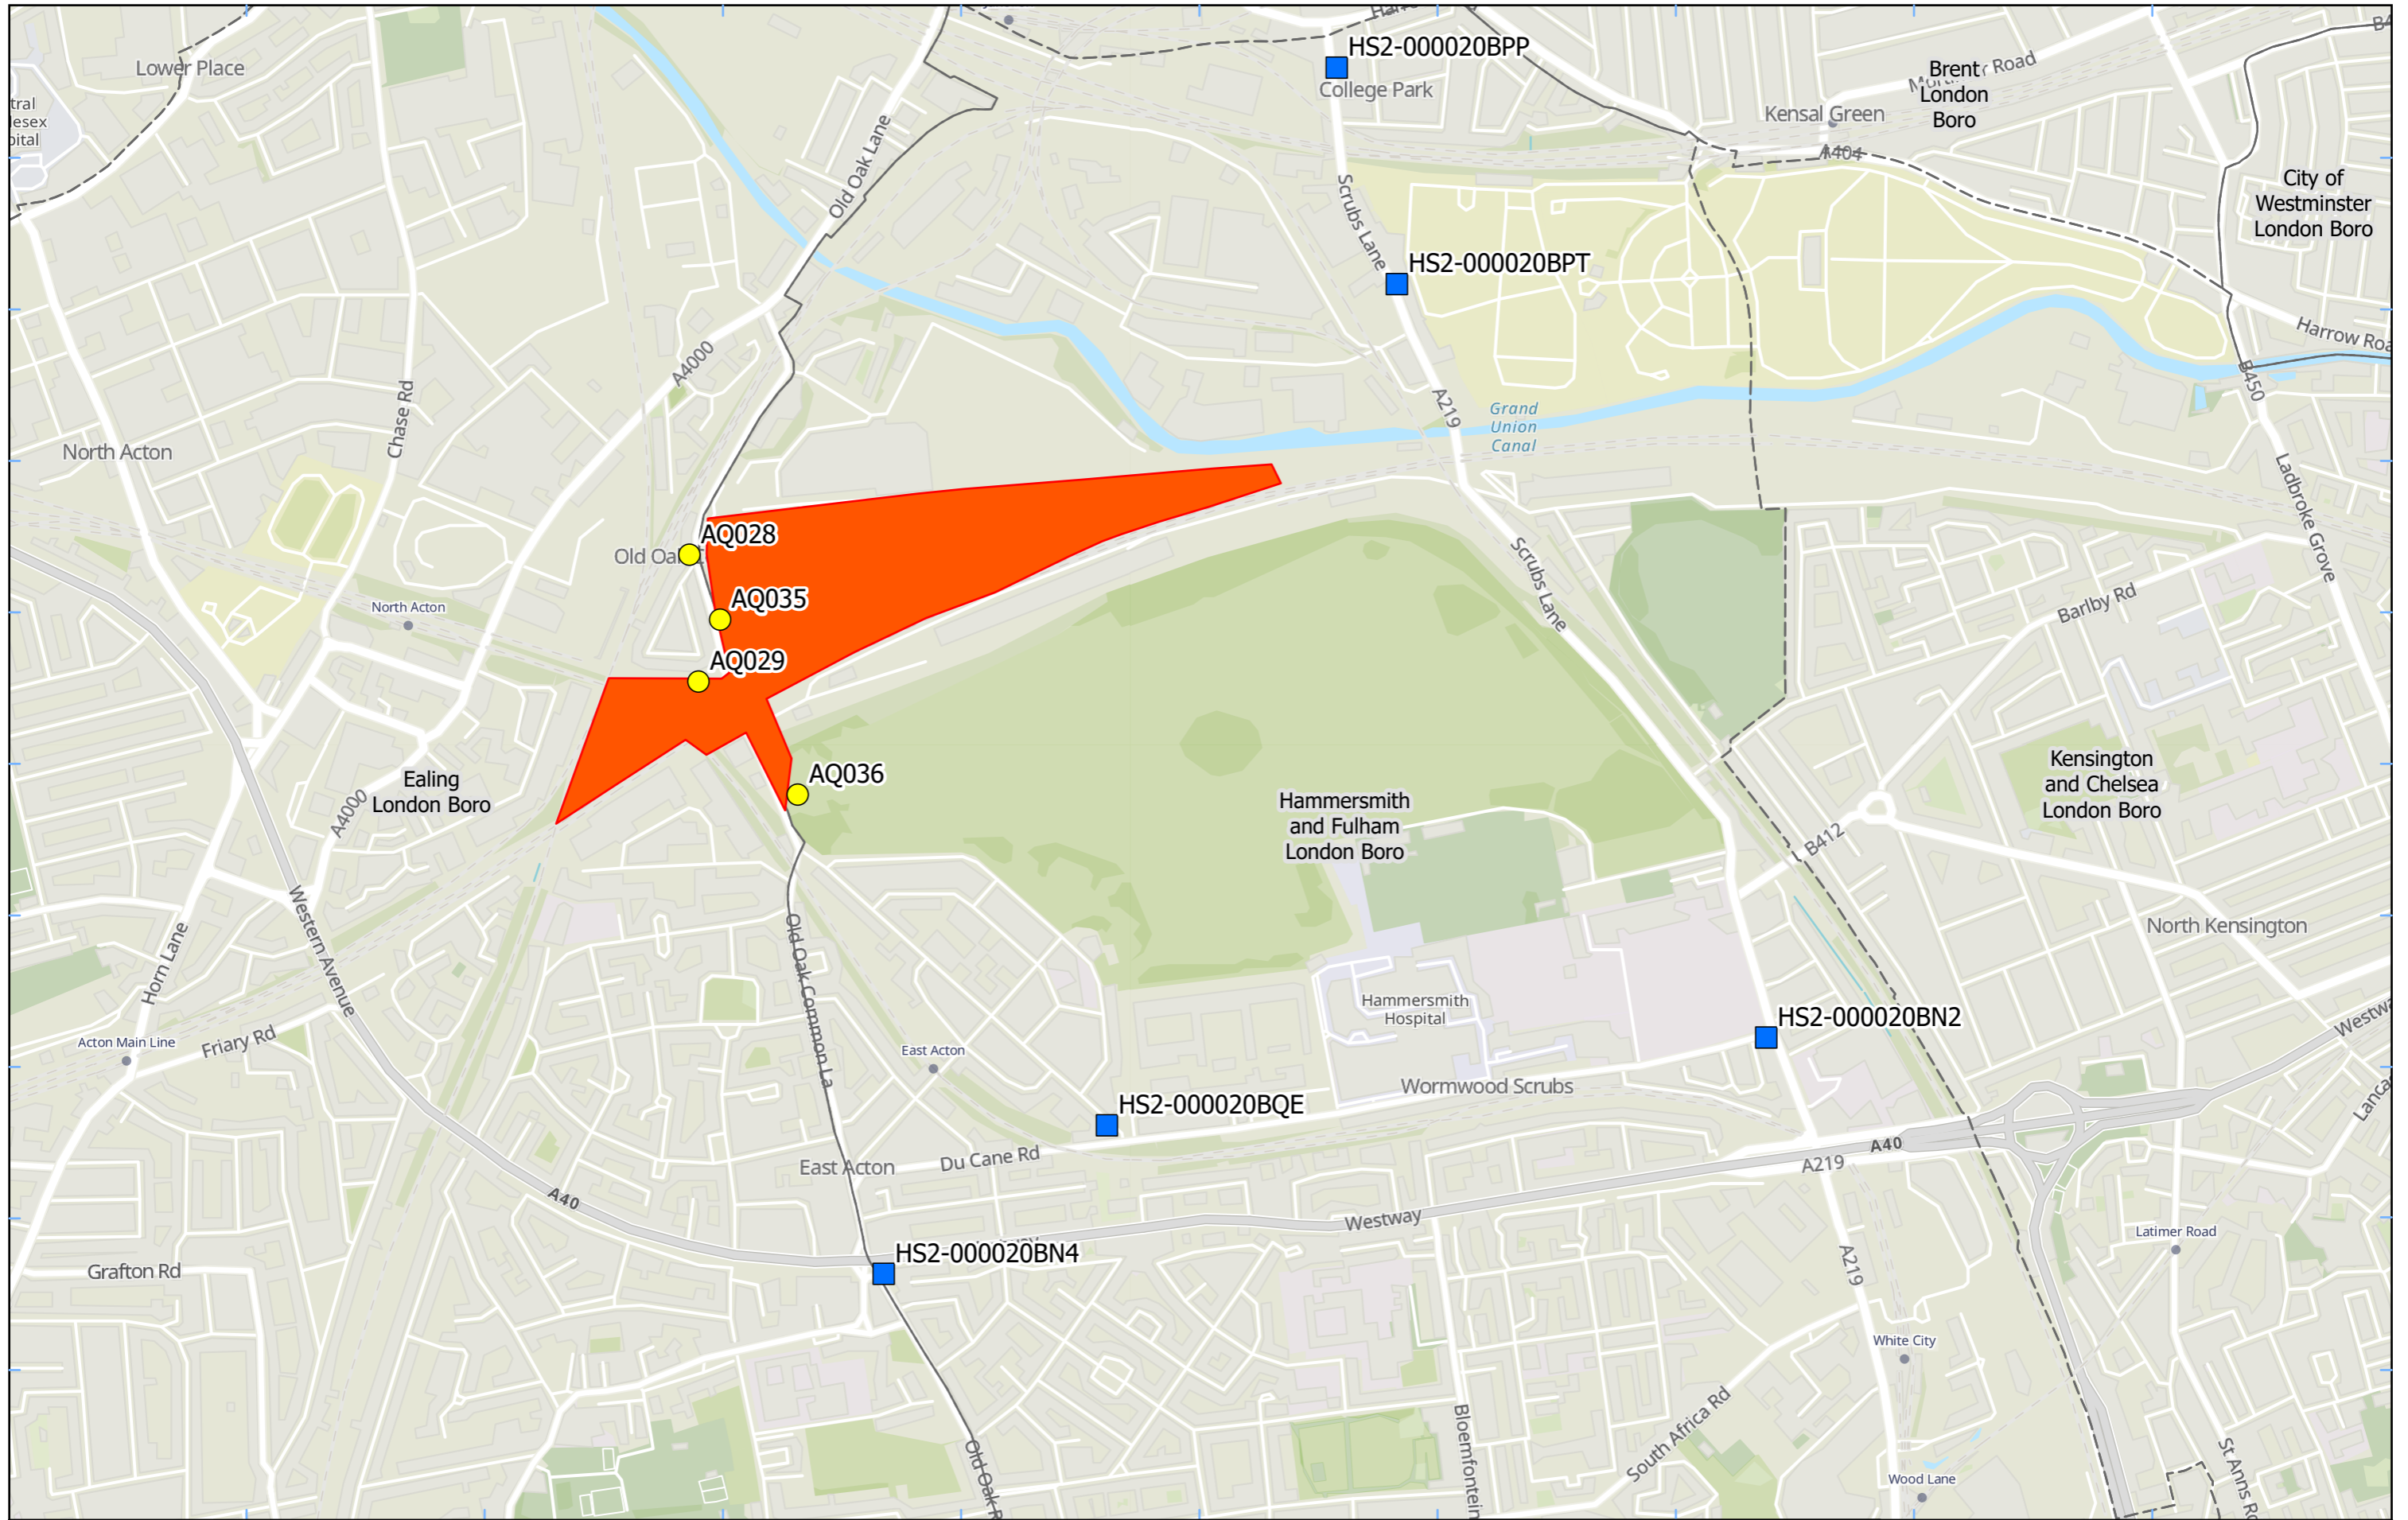 Lower Place
tral
lesex
pital
Old Oak Lane
HS2-000020BPP
College Park
Brent
London
Boro
Kensal Green
A404
City of
Westminster
London Boro
Scrubs Lane
HS2-000020BPT
A4000
Chase Rd
North Acton
A219
Grand
Union
Canal
Harrow Roa
B450
Ladbroke Grove
AQ028
Old Oa
AQ035
North Acton
AQ029
Scrubs Lane
Barlby Rd
AQ036
Ealing
London Boro
A4000
Hammersmith
and Fulham
London Boro
Kensington
and Chelsea
London Boro
B412
Western Avenue
Horn Lane
Old Oak Common La
North Kensington
Hammersmith
Hospital
HS2-000020BN2
Westwa
Acton Main Line
Friary Rd
East Acton
Wormwood Scrubs
HS2-000020BQE
Lanca
East Acton
Du Cane Rd
A40
A219
A40
Westway
HS2-000020BN4
Grafton Rd
Latimer Road
A219
White City
South Africa Rd
Bloemfontein
Old Oak R
Wood Lane
St Anns Ro